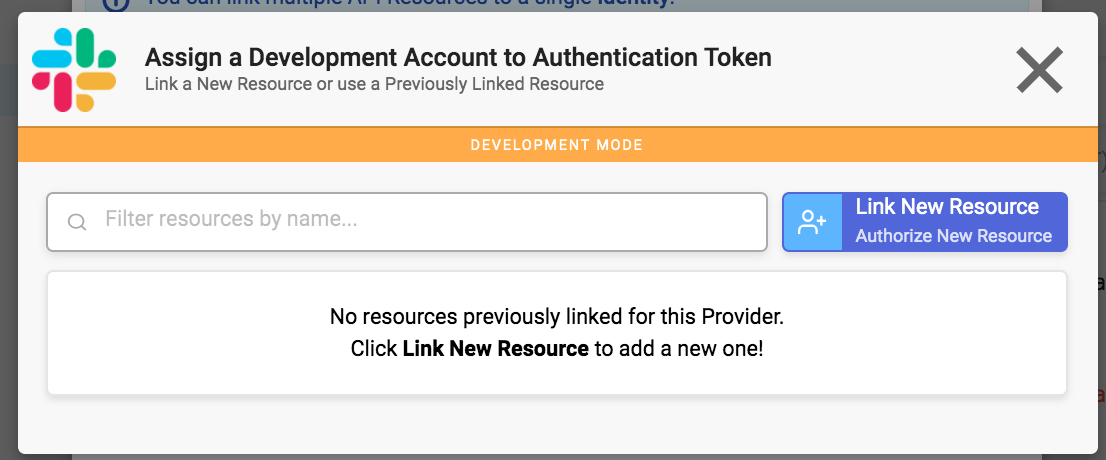 You can link multiple API Resources to a single Identity.
Assign a Development Account to Authentication Token
Link a New Resource or use a Previously Linked Resource
DEVELOPMENT MODE
Filter resources by name...
Link New Resource
Authorize New Resource
No resources previously linked for this Provider.
Click Link New Resource to add a new one!